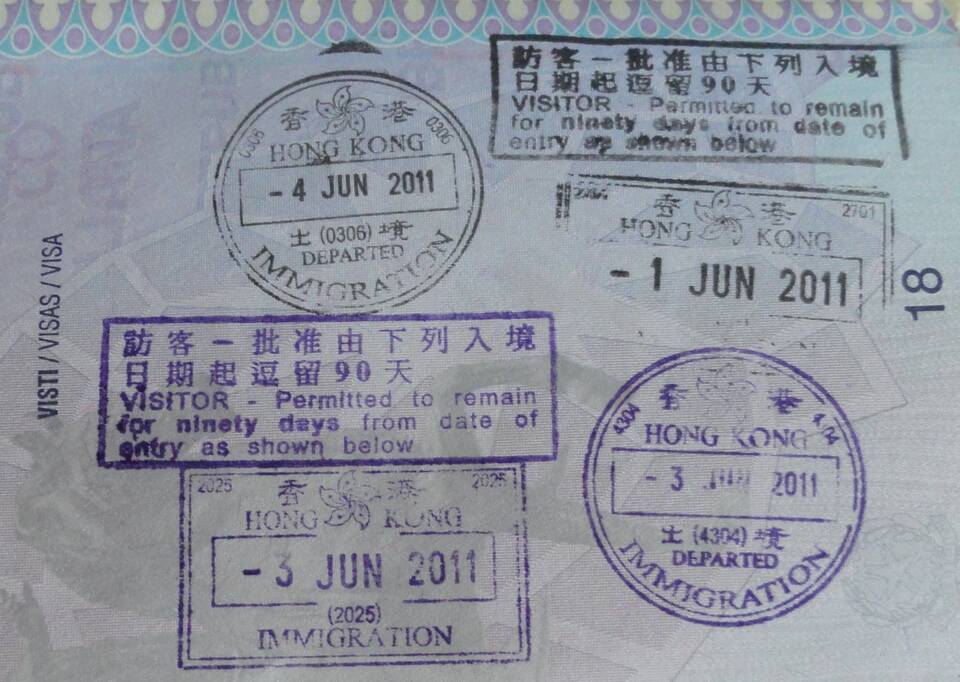 香 港
0306 0306
HONG KONG
- 4 JUN 2011
土 (0306) 境
DEPARTED
IMMIGRATION
訪客－批准由下列入境
日期起逗留90天
VISITOR - Permitted to remain
for ninety days from date of
entry as shown below
香 港
2701
HONG KONG
- 1 JUN 2011
VISTI / VISAS / VISA
18
訪客－批准由下列入境
日期起逗留90天
VISITOR - Permitted to remain
for ninety days from date of
entry as shown below
2025 香 港 2025
HONG KONG
- 3 JUN 2011
(2025)
IMMIGRATION
香 港
4304
HONG KONG
- 3 JUN 2011
土 (4304) 境
DEPARTED
IMMIGRATION